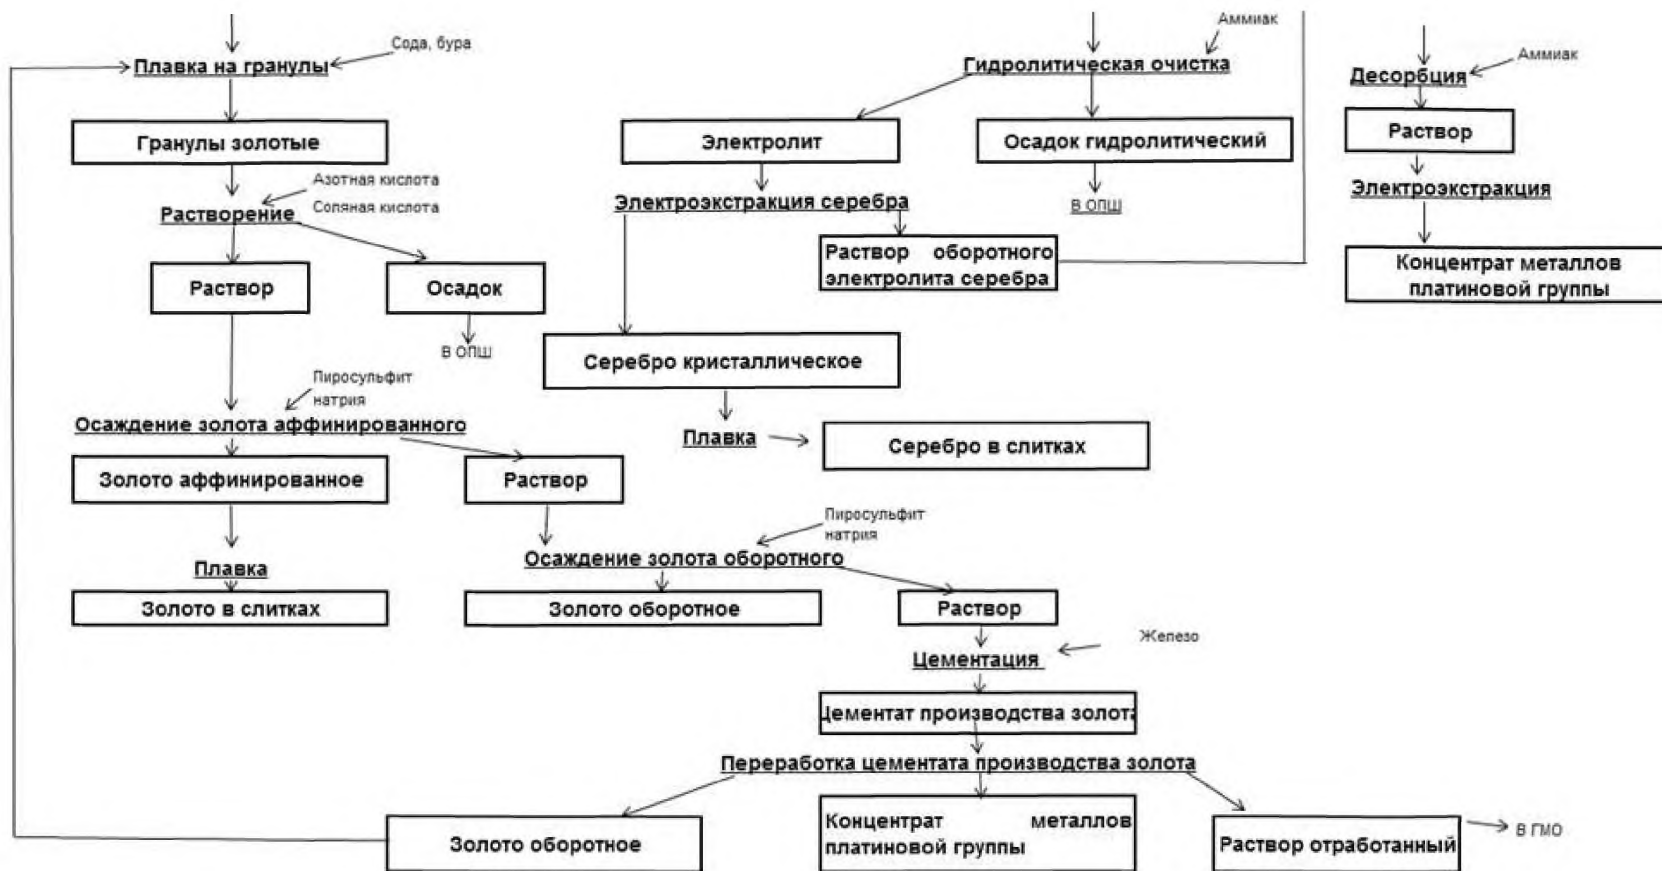 Аммиак
Сода, бура
Плавка на гранулы
Гидролитическая очистка
Десорбция
Аммиак
Гранулы золотые
Электролит
Осадок гидролитический
Раствор
Азотная кислота
Электроэкстракция
Растворение
Соляная кислота
Электроэкстракция серебра
В ОПШ
Раствор оборотного
электролита серебра
Концентрат металлов
платиновой группы
Раствор
Осадок
В ОПШ
Серебро кристаллическое
Пиросульфит
натрия
Осаждение золота аффинированного
Плавка
Серебро в слитках
Золото аффинированное
Раствор
Пиросульфит
натрия
Осаждение золота оборотного
Плавка
Золото в слитках
Золото оборотное
Раствор
Железо
Цементация
Цементат производства золота
Переработка цементата производства золота
Золото оборотное
Концентрат металлов
платиновой группы
Раствор отработанный
В ГМО